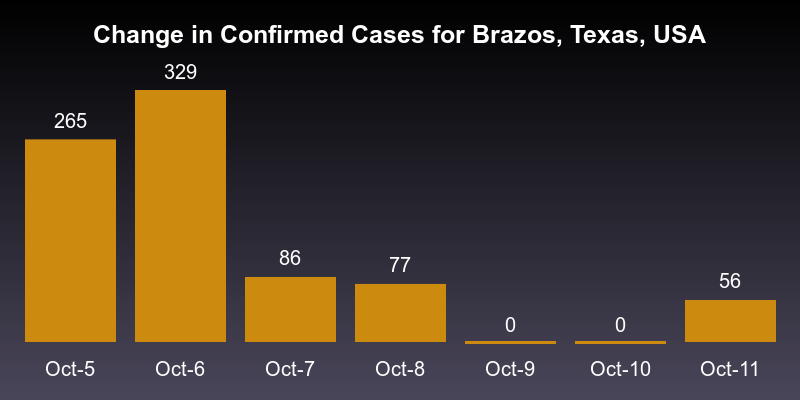 Change in Confirmed Cases for Brazos, Texas, USA
265
329
86
77
0
0
56
Oct-5
Oct-6
Oct-7
Oct-8
Oct-9
Oct-10
Oct-11